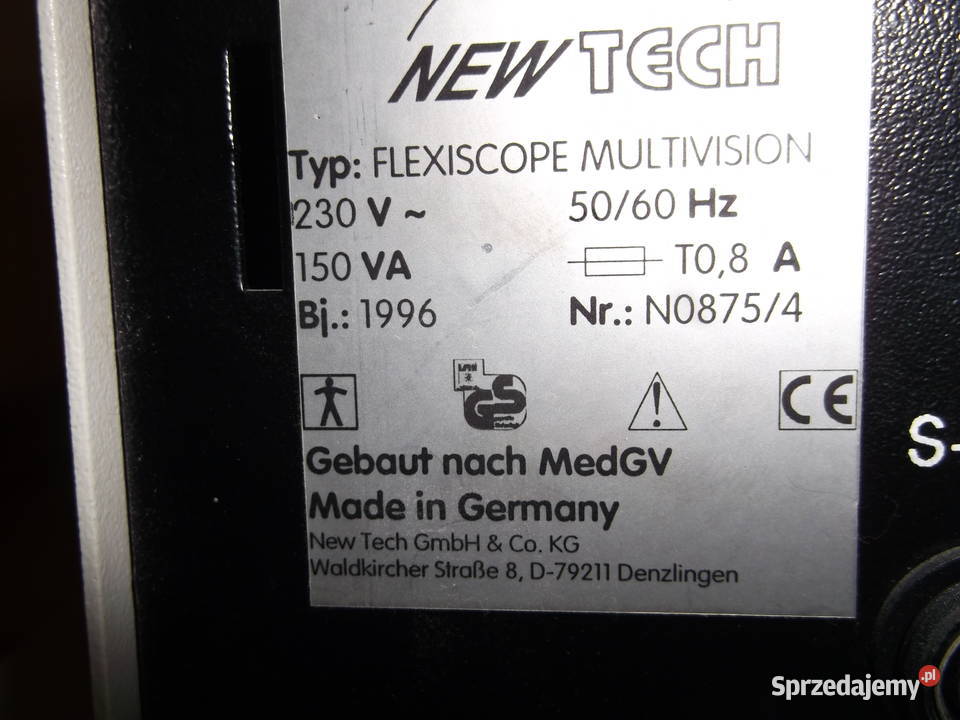 NEW TECH
Typ: FLEXISCOPE MULTIVISION
230 V ~ 50/60 Hz
150 VA T0,8 A
Bj.: 1996 Nr.: N0875/4
GS
CE
Gebaut nach MedGV
Made in Germany
New Tech GmbH & Co. KG
Waldkircher Straße 8, D-79211 Denzlingen
S-
Sprzedajemy.pl